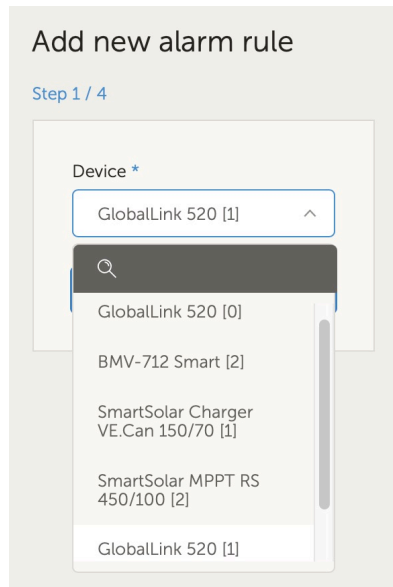 Add new alarm rule
Step 1 / 4
Device *
GlobalLink 520 [1]
GlobalLink 520 [0]
BMV-712 Smart [2]
SmartSolar Charger
VE.Can 150/70 [1]
SmartSolar MPPT RS
450/100 [2]
GlobalLink 520 [1]